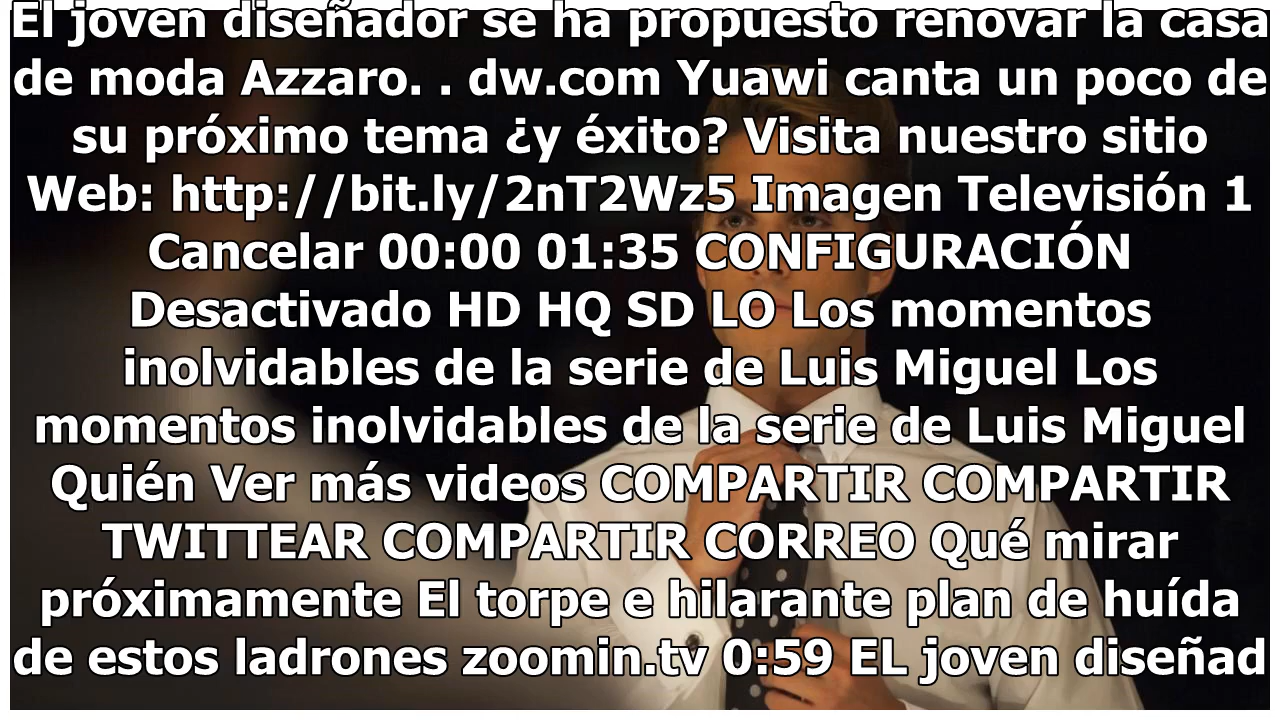 El joven diseñador se ha propuesto renovar la casa
de moda Azzaro. . dw.com Yuawi canta un poco de
su próximo tema ¿y éxito? Visita nuestro sitio
Web: http://bit.ly/2nT2Wz5 Imagen Televisión 1
Cancelar 00:00 01:35 CONFIGURACIÓN
Desactivado HD HQ SD LO Los momentos
inolvidables de la serie de Luis Miguel Los
momentos inolvidables de la serie de Luis Miguel
Quién Ver más videos COMPARTIR COMPARTIR
TWITTEAR COMPARTIR CORREO Qué mirar
próximamente El torpe e hilarante plan de huída
de estos ladrones zoomin.tv 0:59 EL joven diseñad